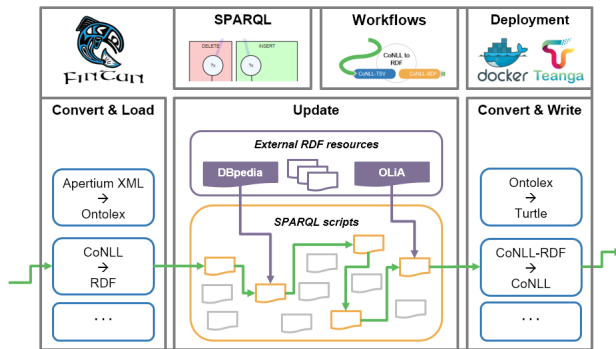 FINTAN
SPARQL
DELETE
INSERT
?s
?s
Workflows
CoNLL to
RDF
CoNLL-TSV
CoNLL-RDF
Deployment
docker
Teanga
Convert & Load
Apertium XML
→
Ontolex
CoNLL
→
RDF
...
Update
External RDF resources
DBpedia
OLiA
SPARQL scripts
Convert & Write
Ontolex
→
Turtle
CoNLL-RDF
→
CoNLL
...